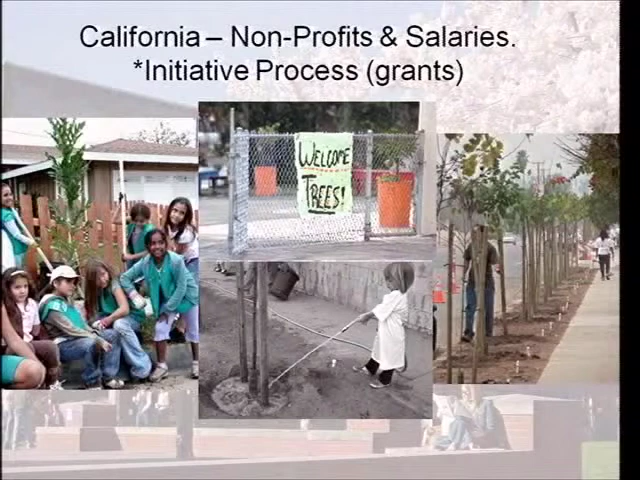 California – Non-Profits & Salaries.
*Initiative Process (grants)
WELCOME
TREES!